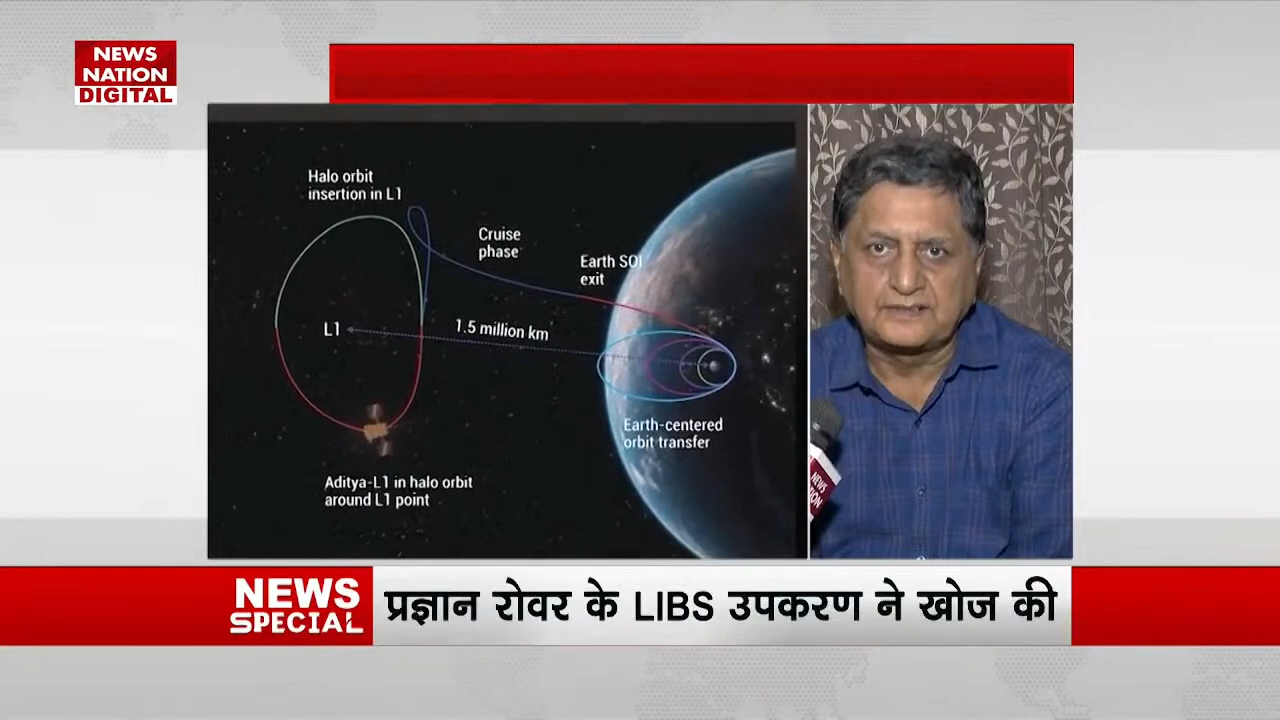 NEWS
NATION
DIGITAL
Halo orbit
insertion in L1
Cruise
phase
Earth SOI
exit
L1
1.5 million km
Earth-centered
orbit transfer
Aditya-L1 in halo orbit
around L1 point
NEWS
NEWS
SPECIAL
प्रज्ञान रोवर के LIBS उपकरण ने खोज की